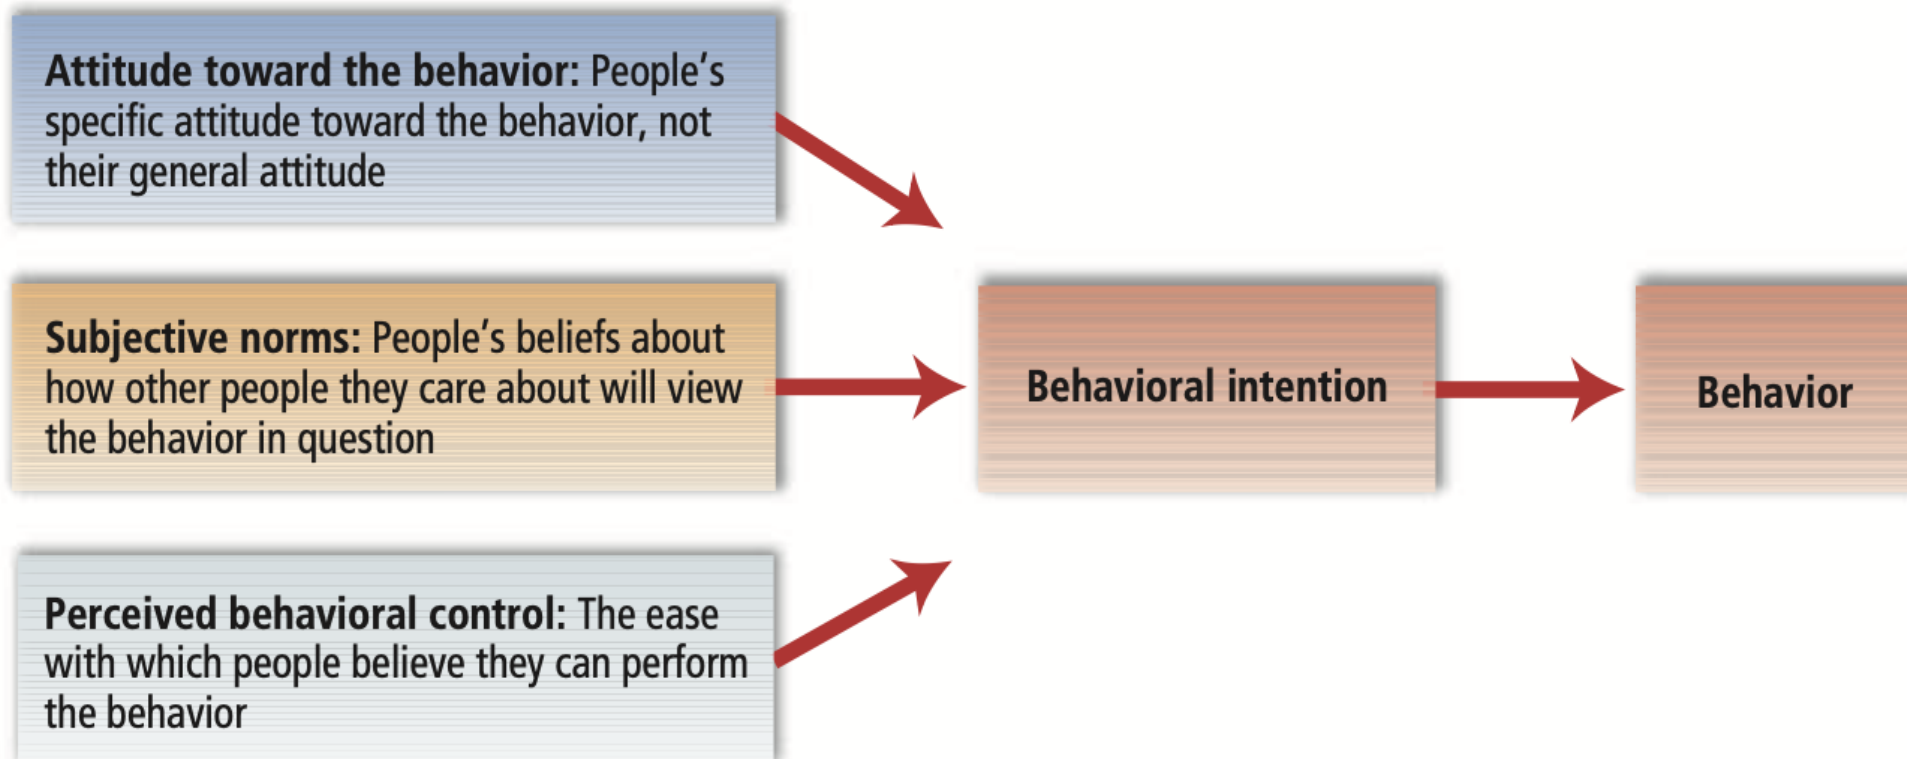 Attitude toward the behavior: People’s
specific attitude toward the behavior, not
their general attitude
Subjective norms: People’s beliefs about
how other people they care about will view
the behavior in question
Behavioral intention
Behavior
Perceived behavioral control: The ease
with which people believe they can perform
the behavior